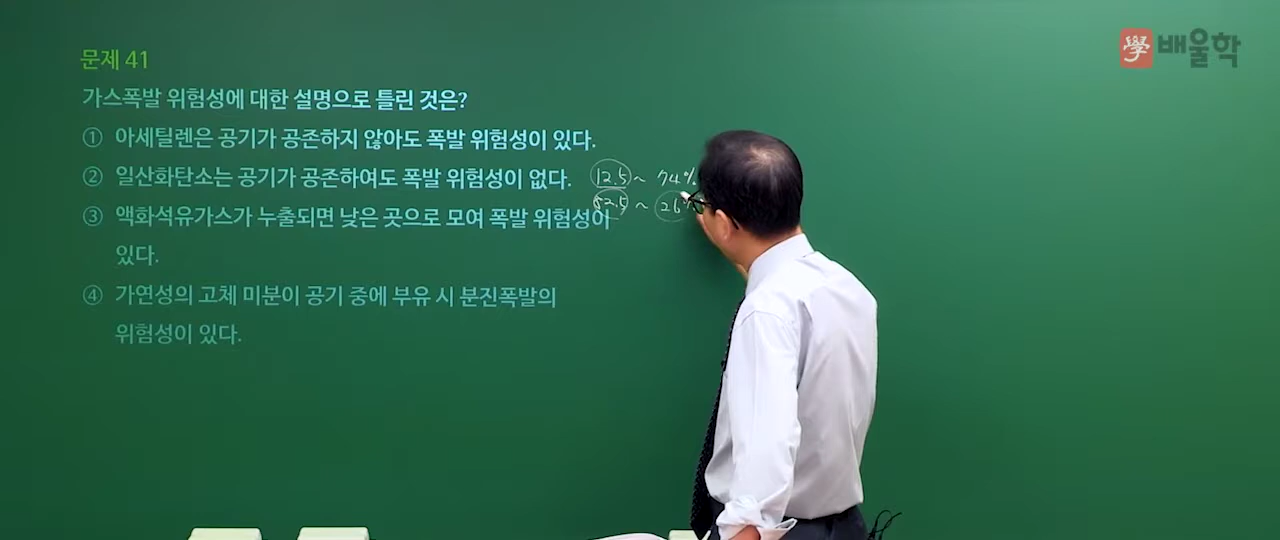 學 배울학
문제 41
가스폭발 위험성에 대한 설명으로 틀린 것은?
① 아세틸렌은 공기가 공존하지 않아도 폭발 위험성이 있다.
② 일산화탄소는 공기가 공존하여도 폭발 위험성이 없다. 12.5 ~ 74%
③ 액화석유가스가 누출되면 낮은 곳으로 모여 폭발 위험성이
있다.
④ 가연성의 고체 미분이 공기 중에 부유 시 분진폭발의
위험성이 있다.